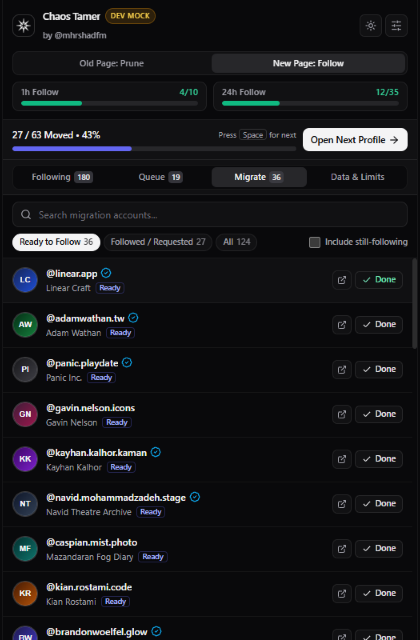 Chaos Tamer DEV MOCK
by @mhrshadfm
Old Page: Prune New Page: Follow
1h Follow 4/10 24h Follow 12/35
27 / 63 Moved • 43% Press Space for next Open Next Profile →
Following 180 Queue 19 Migrate 36 Data & Limits
Search migration accounts...
Ready to Follow 36 Followed / Requested 27 All 124 Include still-following
LC @linear.app Done
Linear Craft Ready
AW @adamwathan.tw Done
Adam Wathan Ready
PI @panic.playdate Done
Panic Inc. Ready
GN @gavin.nelson.icons Done
Gavin Nelson Ready
KK @kayhan.kalhor.kaman Done
Kayhan Kalhor Ready
NT @navid.mohammadzadeh.stage Done
Navid Theatre Archive Ready
MF @caspian.mist.photo Done
Mazandaran Fog Diary Ready
KR @kian.rostami.code Done
Kian Rostami Ready
BW @brandonwoelfel.glow Done